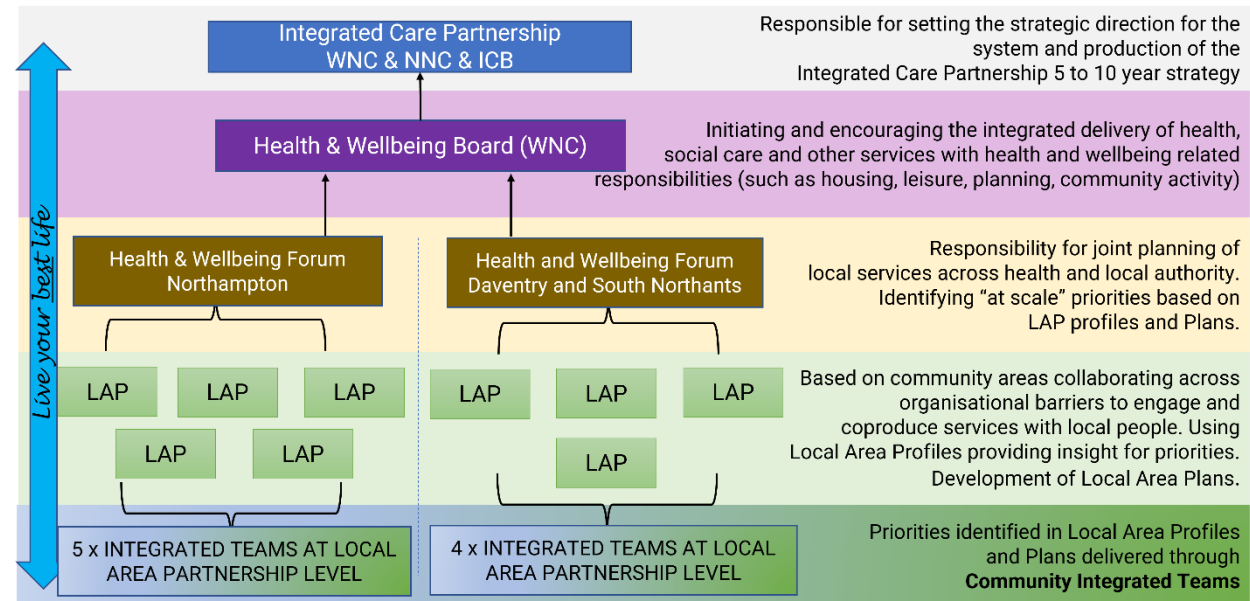 Integrated Care Partnership
WNC & NNC & ICB
Responsible for setting the strategic direction for the
system and production of the
Integrated Care Partnership 5 to 10 year strategy
Health & Wellbeing Board (WNC)
Initiating and encouraging the integrated delivery of health,
social care and other services with health and wellbeing related
responsibilities (such as housing, leisure, planning, community activity)
Live your best life
Health & Wellbeing Forum
Northampton
Health and Wellbeing Forum
Daventry and South Northants
Responsibility for joint planning of
local services across health and local authority.
Identifying “at scale” priorities based on
LAP profiles and Plans.
LAP
LAP
LAP
LAP
LAP
LAP
LAP
LAP
LAP
Based on community areas collaborating across
organisational barriers to engage and
coproduce services with local people. Using
Local Area Profiles providing insight for priorities.
Development of Local Area Plans.
5 x INTEGRATED TEAMS AT LOCAL
AREA PARTNERSHIP LEVEL
4 x INTEGRATED TEAMS AT LOCAL
AREA PARTNERSHIP LEVEL
Priorities identified in Local Area Profiles
and Plans delivered through
Community Integrated Teams